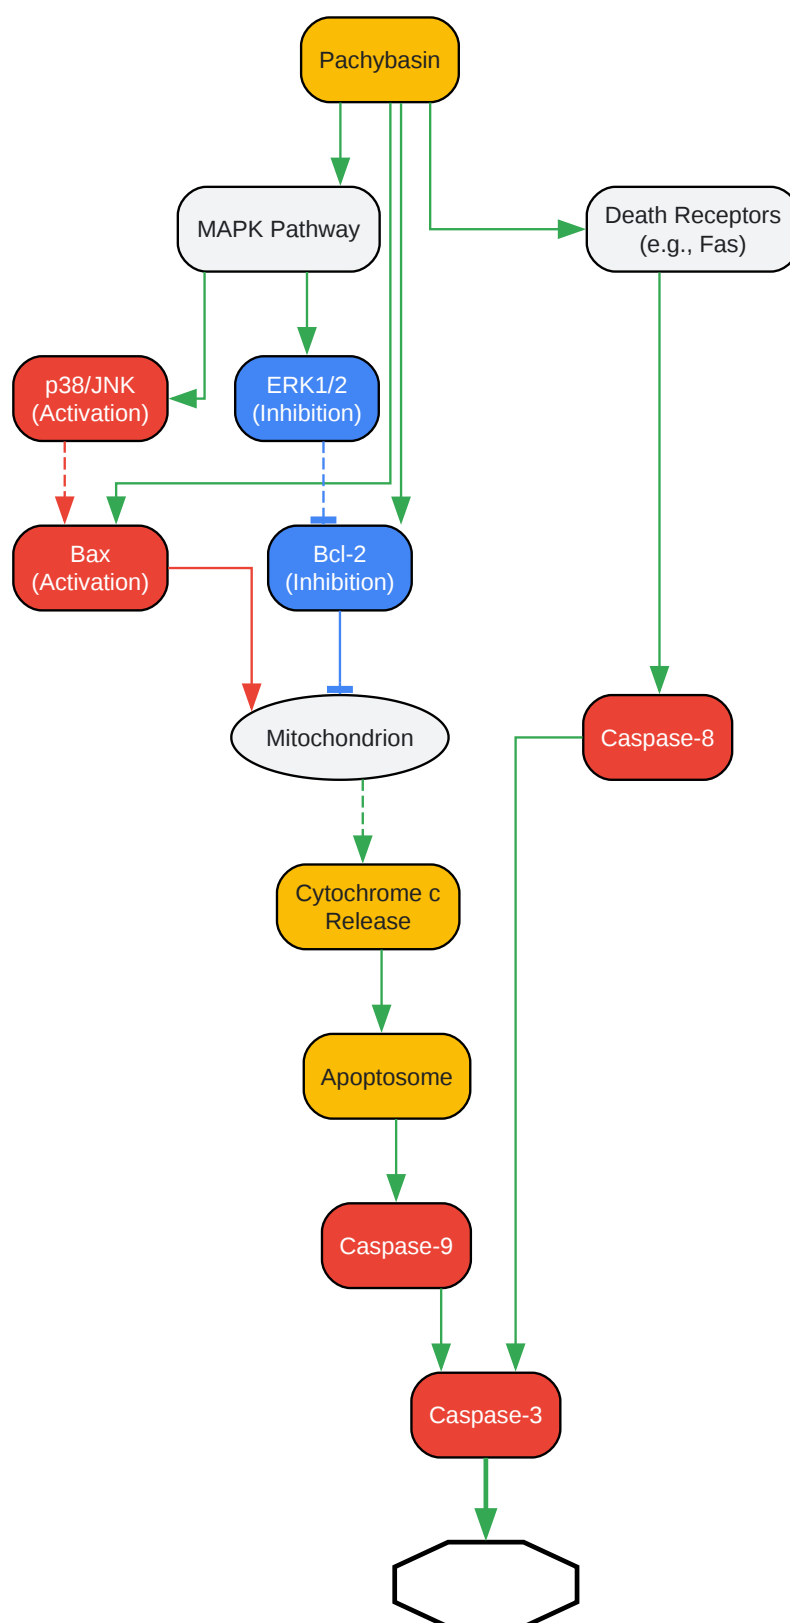 Pachybasin
MAPK Pathway
Death Receptors
(e.g., Fas)
p38/JNK
(Activation)
ERK1/2
(Inhibition)
Bax
(Activation)
Bcl-2
(Inhibition)
Mitochondrion
Caspase-8
Cytochrome c
Release
Apoptosome
Caspase-9
Caspase-3